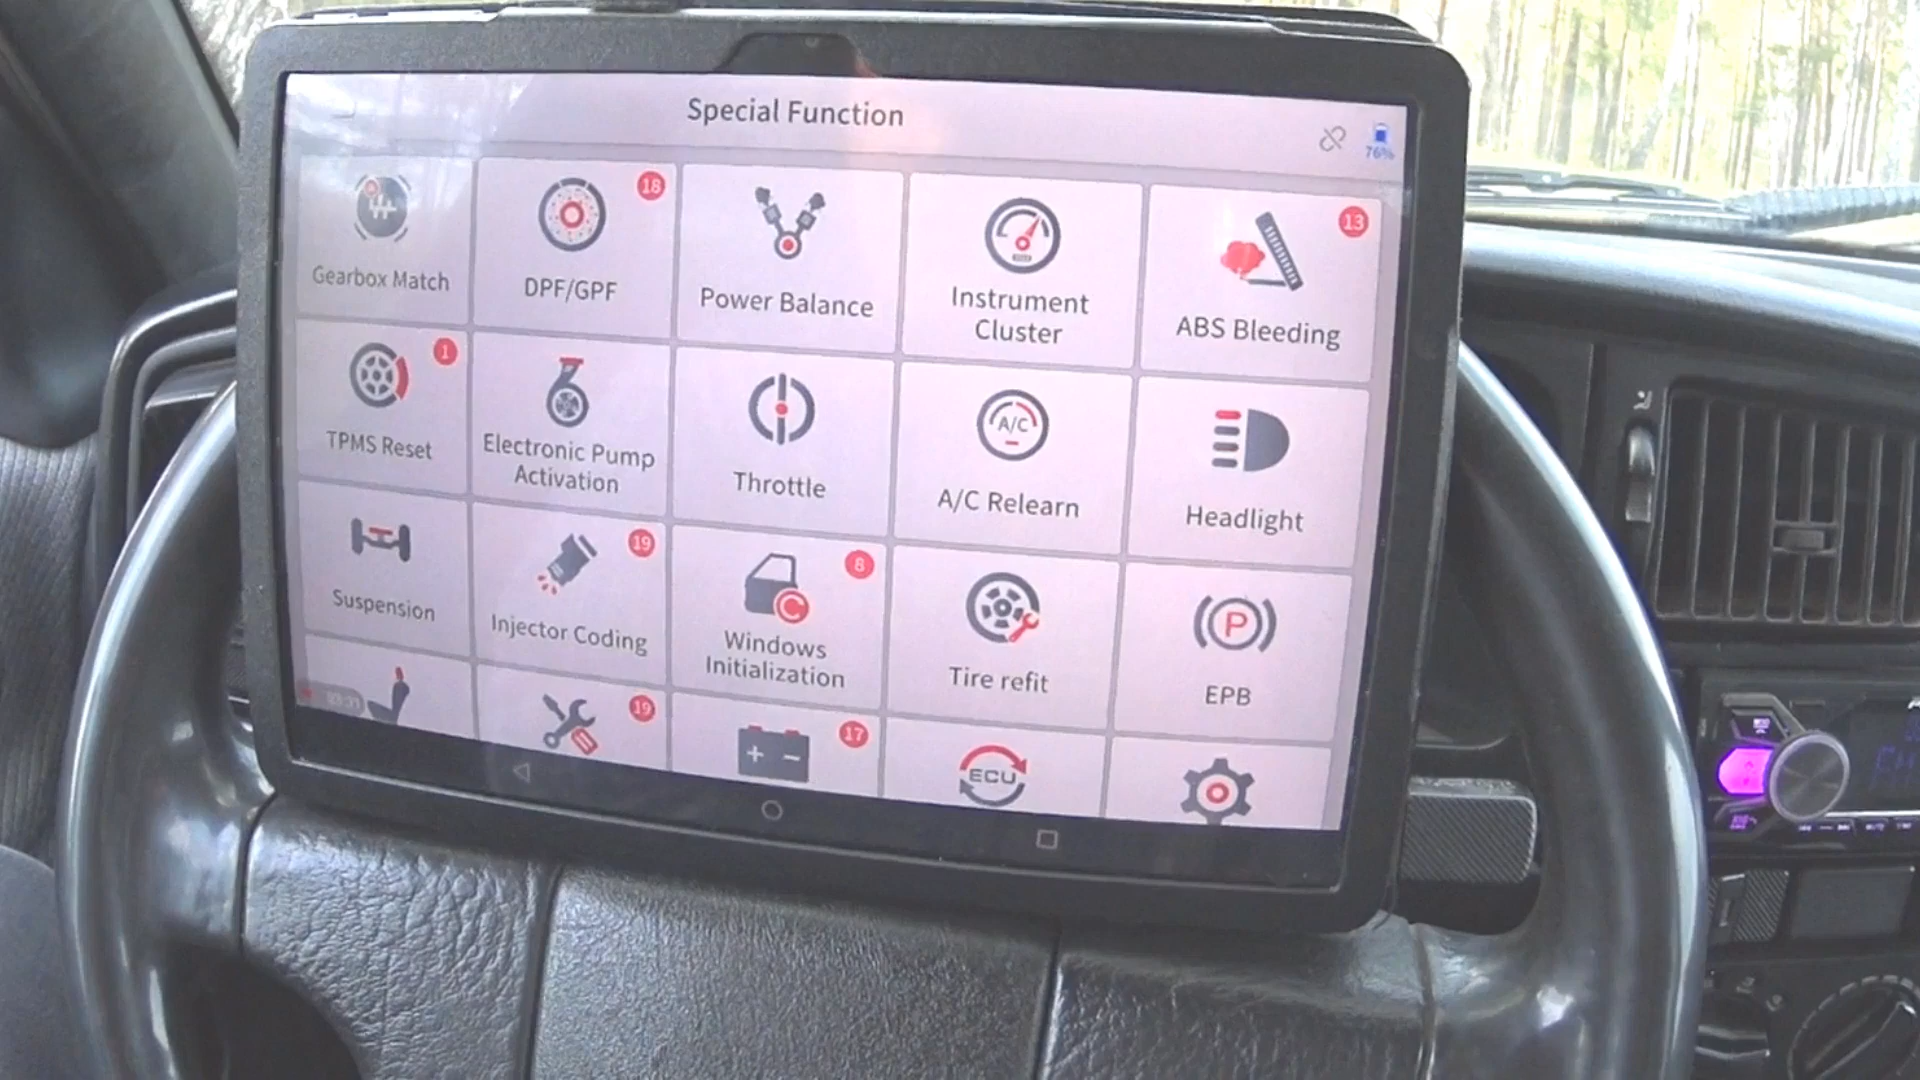 Special Function
76%
Gearbox Match
18
DPF/GPF
Power Balance
Instrument
Cluster
13
ABS Bleeding
1
TPMS Reset
Electronic Pump
Activation
Throttle
A/C
A/C Relearn
Headlight
Suspension
19
Injector Coding
8
Windows
Initialization
Tire refit
P
EPB
19
17
ECU